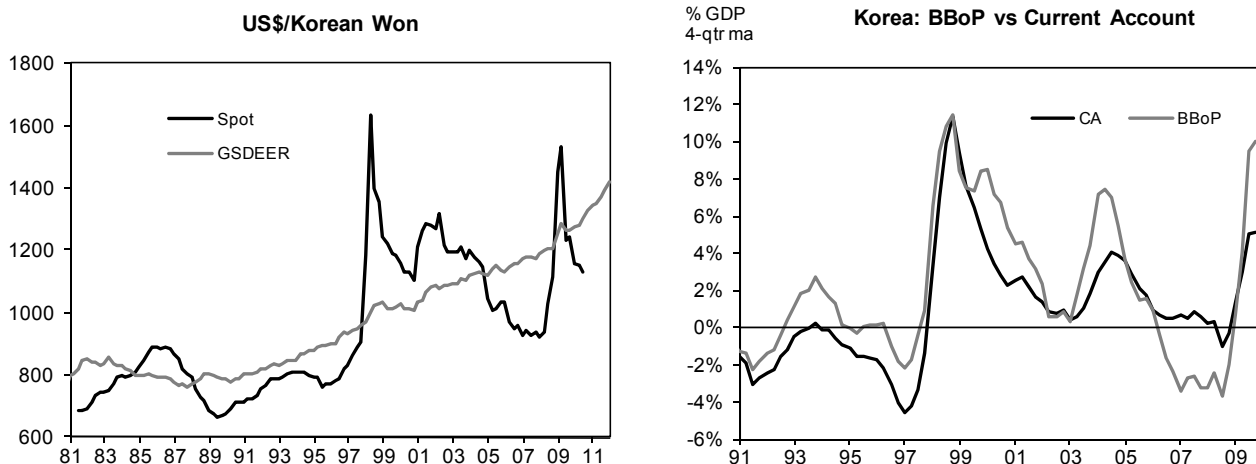 US$/Korean Won
1800
1600
1400
1200
1000
800
600
Spot
GSDEER
81 83 85 87 89 91 93 95 97 99 01 03 05 07 09 11
% GDP
4-qtr ma
Korea: BBoP vs Current Account
14%
12%
10%
8%
6%
4%
2%
0%
-2%
-4%
-6%
CA BBoP
91 93 95 97 99 01 03 05 07 09